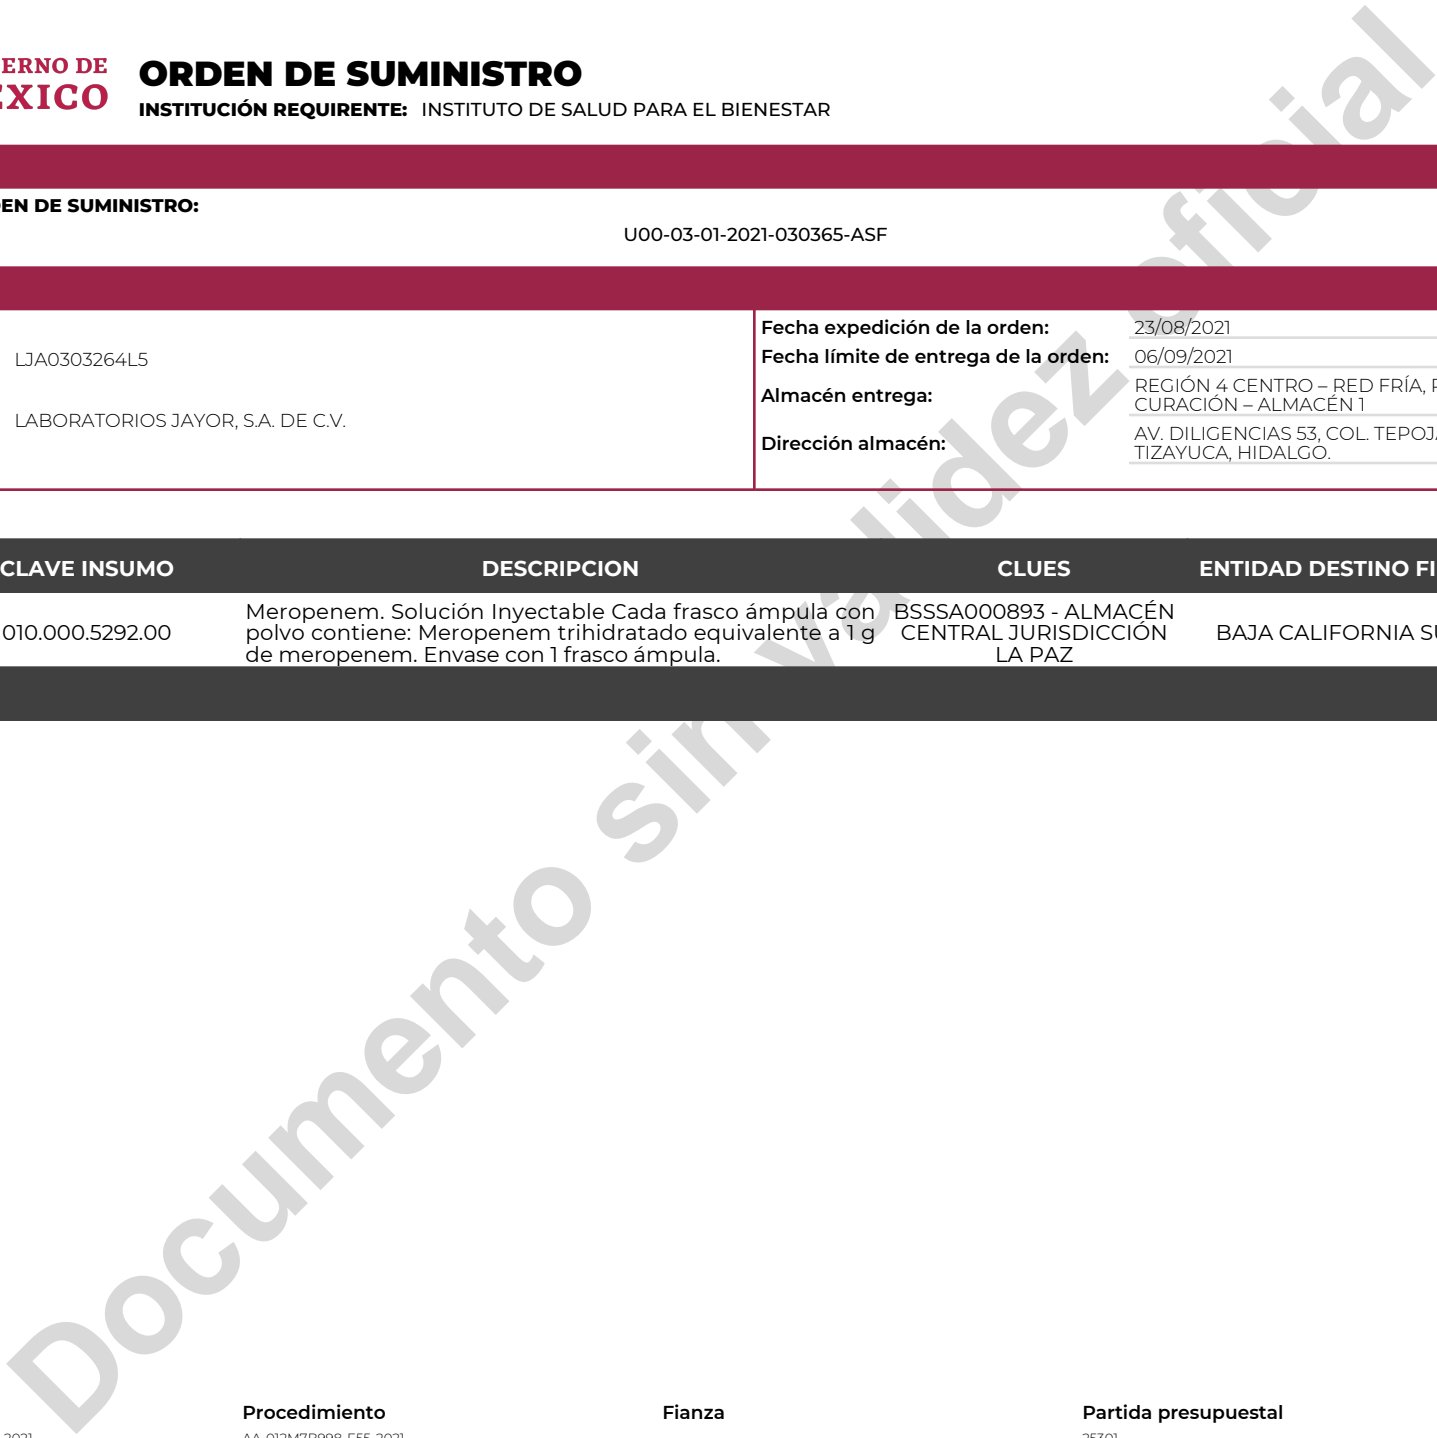 ERNO DE
ÉXICO
ORDEN DE SUMINISTRO
INSTITUCIÓN REQUIRENTE: INSTITUTO DE SALUD PARA EL BIENESTAR
EN DE SUMINISTRO:
U00-03-01-2021-030365-ASF
LJA0303264L5
LABORATORIOS JAYOR, S.A. DE C.V.
Fecha expedición de la orden: 23/08/2021
Fecha límite de entrega de la orden: 06/09/2021
Almacén entrega: REGIÓN 4 CENTRO – RED FRÍA,
CURACIÓN – ALMACÉN 1
Dirección almacén: AV. DILIGENCIAS 53, COL. TEPOJA
TIZAYUCA, HIDALGO.
CLAVE INSUMO DESCRIPCION CLUES ENTIDAD DESTINO FI
010.000.5292.00
Meropenem. Solución Inyectable Cada frasco ámpula con
polvo contiene: Meropenem trihidratado equivalente a 1 g
de meropenem. Envase con 1 frasco ámpula.
BSSSA000893 - ALMACÉN
CENTRAL JURISDICCIÓN
LA PAZ
BAJA CALIFORNIA SU
Documento sin validez oficial
Procedimiento Fianza Partida presupuestal